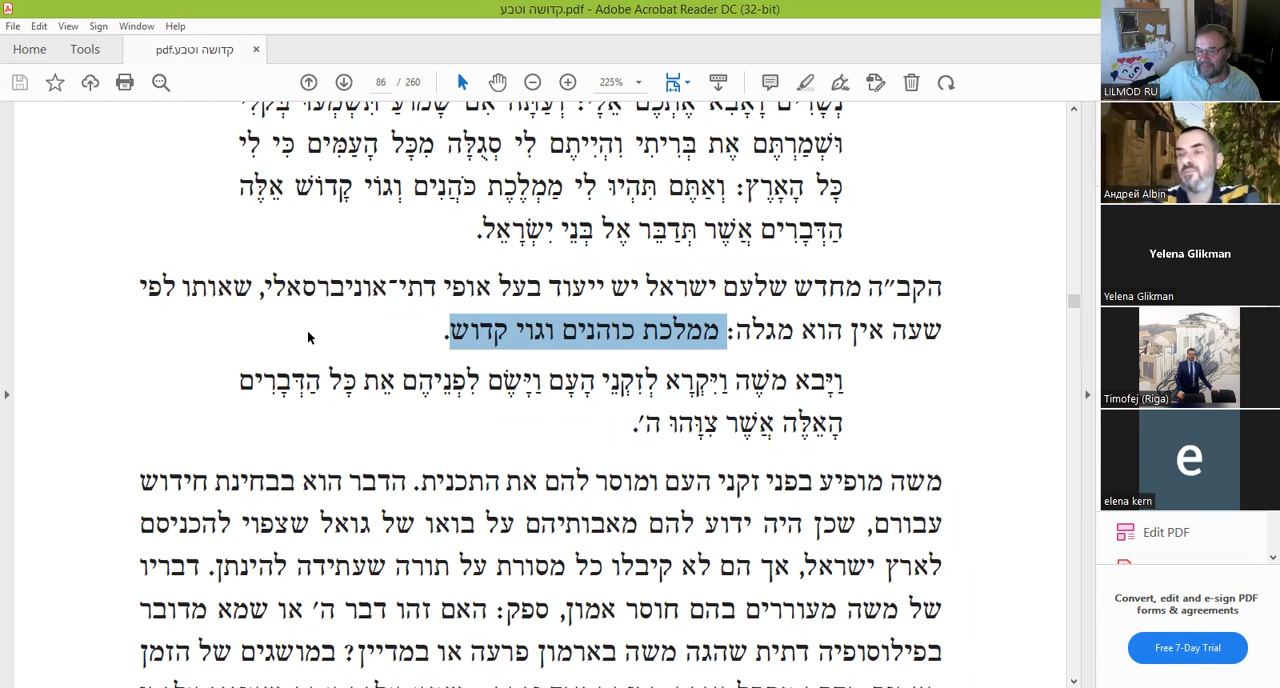 קדושה וטבע.pdf - Adobe Acrobat Reader DC (32-bit)
File Edit View Sign Window Help
Home Tools קדושה וטבע.pdf ×
86 / 260 225%
נְשָׁרִים וָאָבִא אֶתְכֶם אֵלָי: וְעַתָּה אִם שָׁמוֹעַ תִּשְׁמְעוּ בְּקֹלִי
וּשְׁמַרְתֶּם אֶת בְּרִיתִי וִהְיִיתֶם לִי סְגֻלָּה מִכָּל הָעַמִּים כִּי לִי
כָּל הָאָרֶץ: וְאַתֶּם תִּהְיוּ לִי מַמְלֶכֶת כֹּהֲנִים וְגוֹי קָדוֹשׁ אֵלֶּה
הַדְּבָרִים אֲשֶׁר תְּדַבֵּר אֶל בְּנֵי יִשְׂרָאֵל.
הקב״ה מחדש שלעם ישראל יש ייעוד בעל אופי דתי־אוניברסאלי, שאותו לפי
שעה אין הוא מגלה: ממלכת כוהנים וגוי קדוש.
וַיָּבֹא מֹשֶׁה וַיִּקְרָא לְזִקְנֵי הָעָם וַיָּשֶׂם לִפְנֵיהֶם אֵת כָּל הַדְּבָרִים
הָאֵלֶּה אֲשֶׁר צִוָּהוּ ה׳.
משה מופיע בפני זקני העם ומוסר להם את התכנית. הדבר הוא בבחינת חידוש
עבורם, שכן היה ידוע להם מאבותיהם על בואו של גואל שצפוי להכניסם
לארץ ישראל, אך הם לא קיבלו כל מסורת על תורה שעתידה להינתן. דבריו
של משה מעוררים בהם חוסר אמון, ספק: האם זהו דבר ה׳ או שמא מדובר
בפילוסופיה דתית שהגה משה בארמון פרעה או במדיין? במושגים של הזמן
LILMOD RU
Андрей Albin
Yelena Glikman
Yelena Glikman
Timofej (Riga)
e
elena kern
Edit PDF
Convert, edit and e-sign PDF
forms & agreements
Free 7-Day Trial